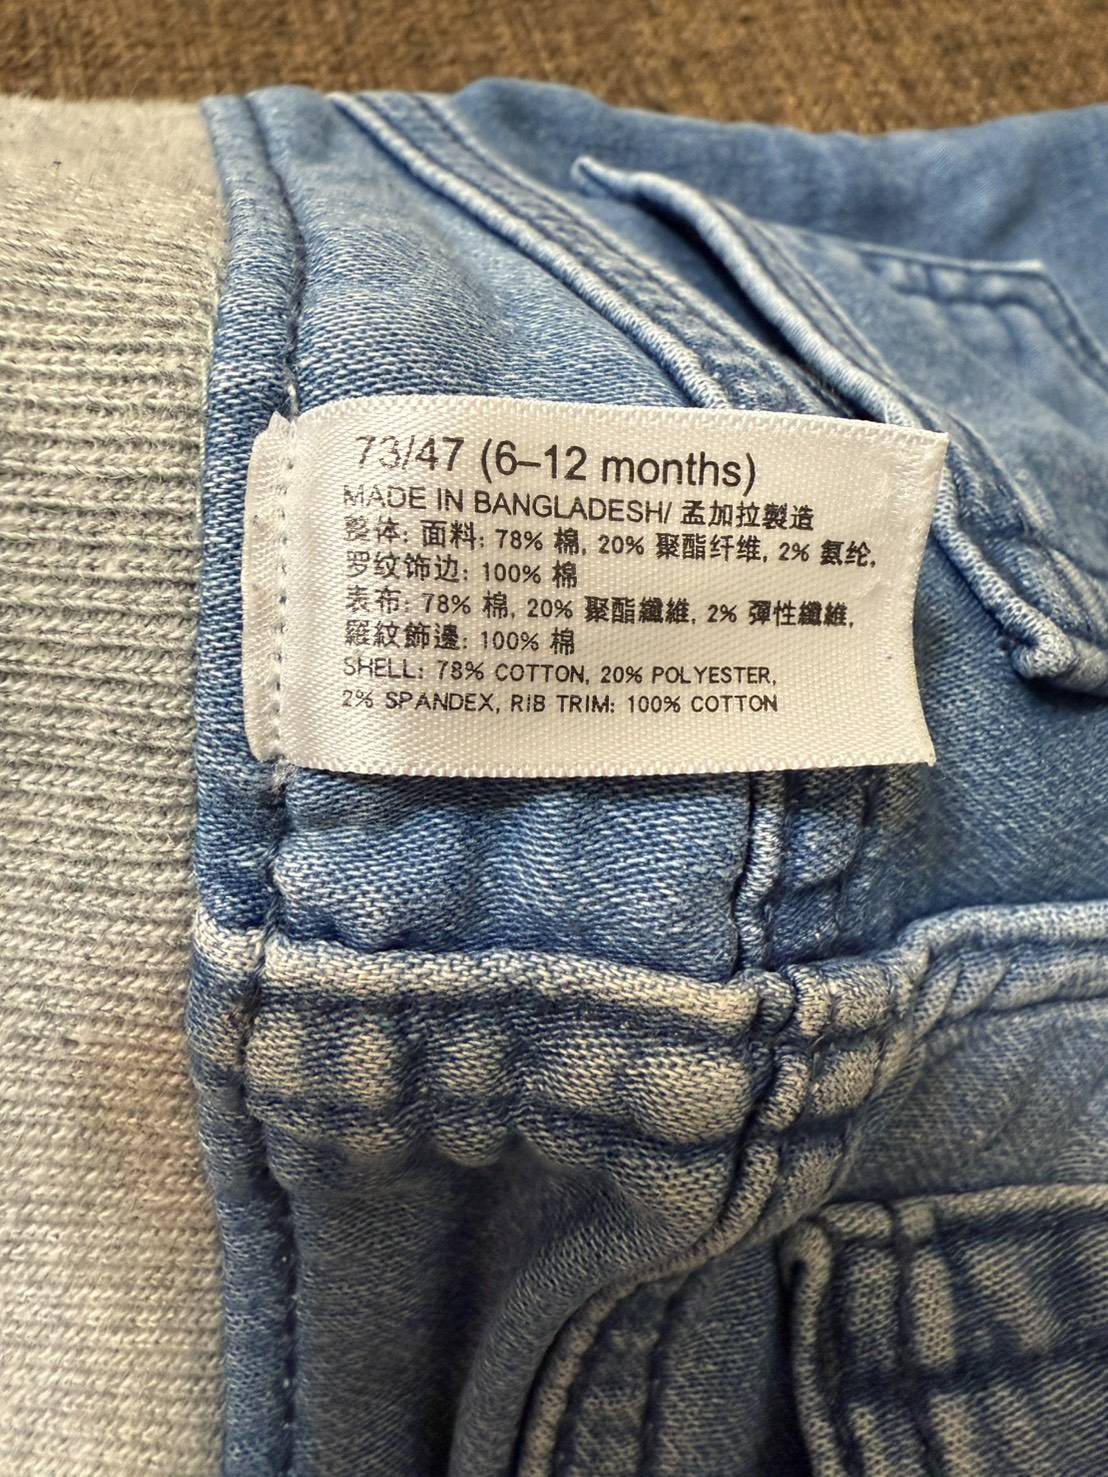 73/47 (6–12 months)
MADE IN BANGLADESH/ 孟加拉製造
整体: 面料: 78% 棉, 20% 聚酯纤维, 2% 氨纶,
罗纹饰边: 100% 棉
表布: 78% 棉, 20% 聚酯纖維, 2% 彈性纖維,
羅紋飾邊: 100% 棉
SHELL: 78% COTTON, 20% POLYESTER,
2% SPANDEX, RIB TRIM: 100% COTTON